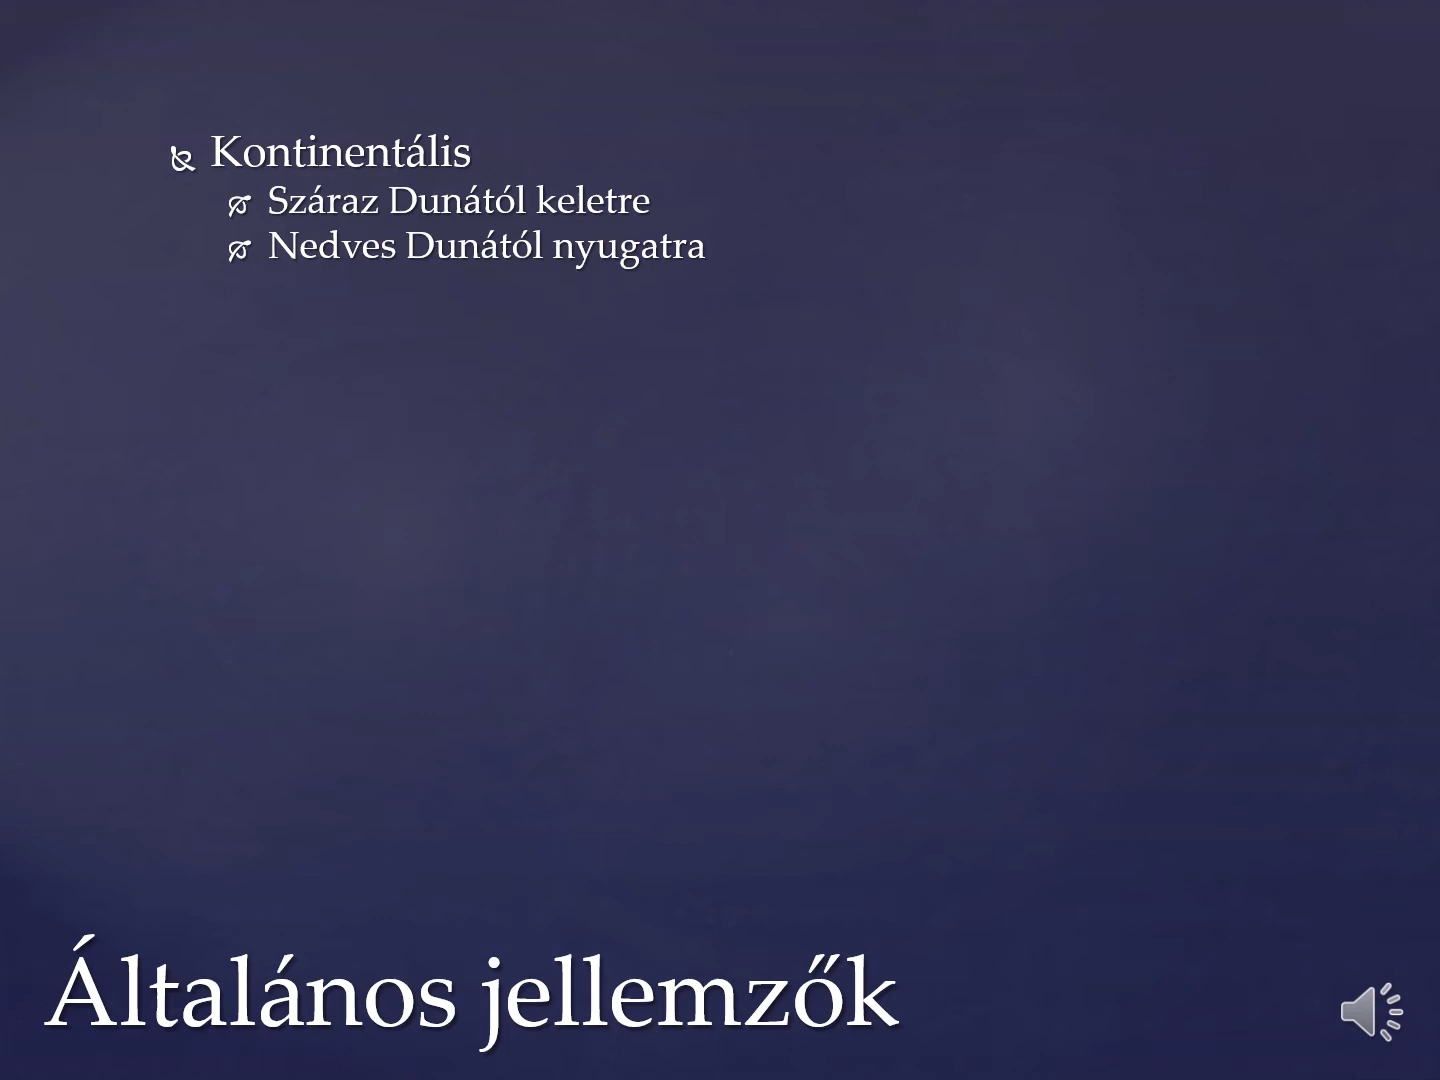 Kontinentális
Száraz Dunától keletre
Nedves Dunától nyugatra
Általános jellemzők